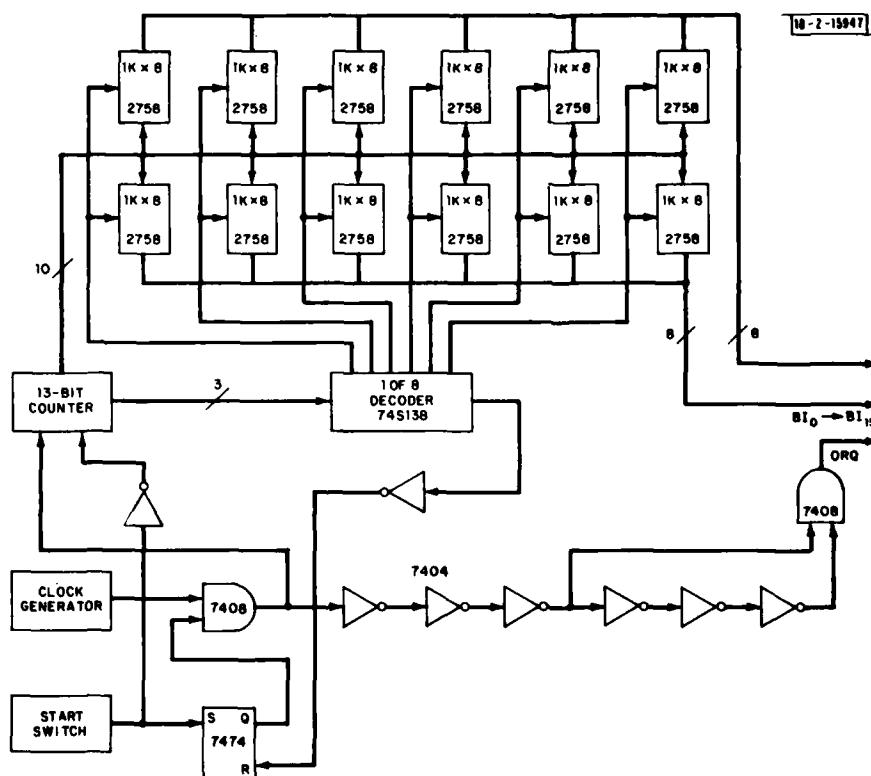 18-2-15947
1K x 8
2758
1K x 8
2758
1K x 8
2758
1K x 8
2758
1K x 8
2758
1K x 8
2758
1K x 8
2758
1K x 8
2758
1K x 8
2758
1K x 8
2758
1K x 8
2758
1K x 8
2758
10
8
8
13-BIT
COUNTER
3
1 OF 8
DECODER
74S138
BI0 → BI15
ORQ
7408
7404
CLOCK
GENERATOR
7408
START
SWITCH
S Q
7474
R